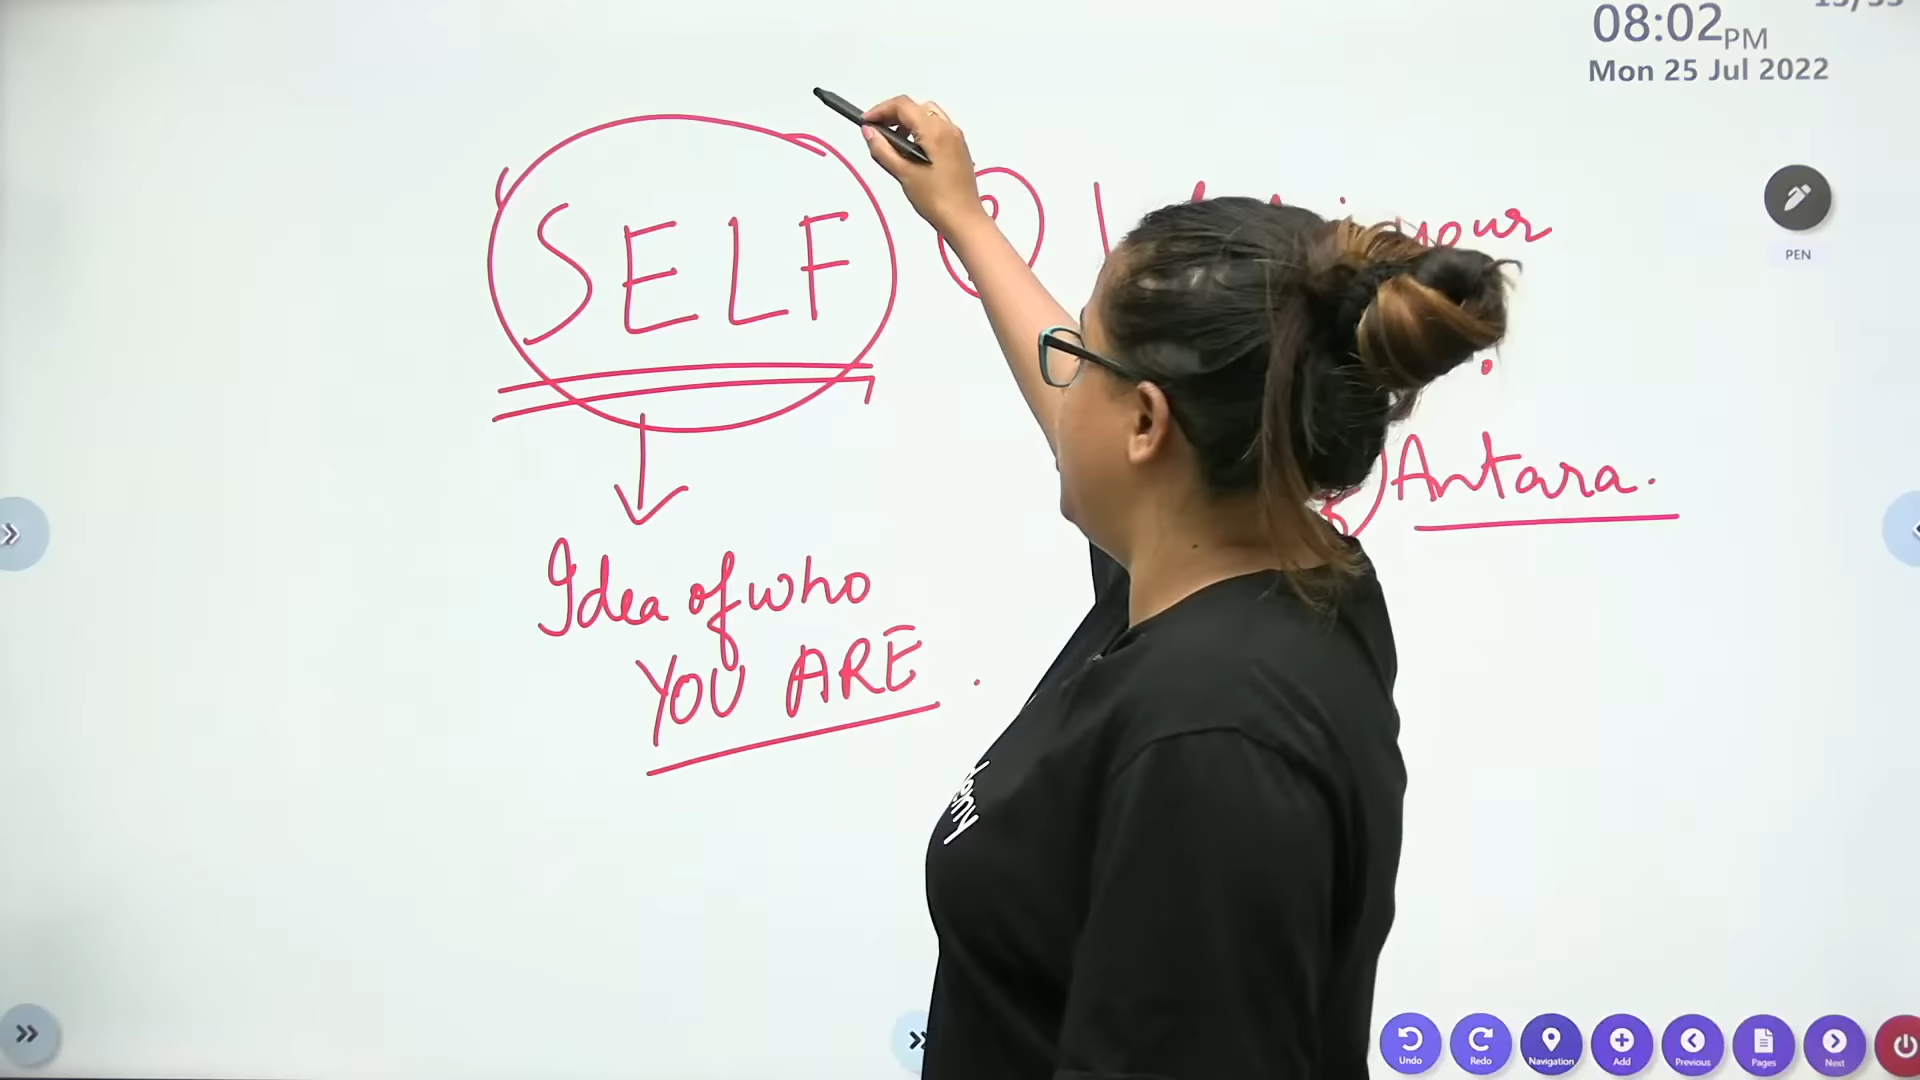 08:02PM
Mon 25 Jul 2022
SELF
your
PEN
Antara.
Idea of who
YOU ARE.
Undo
Redo
Navigation
Add
Previous
Pages
Next